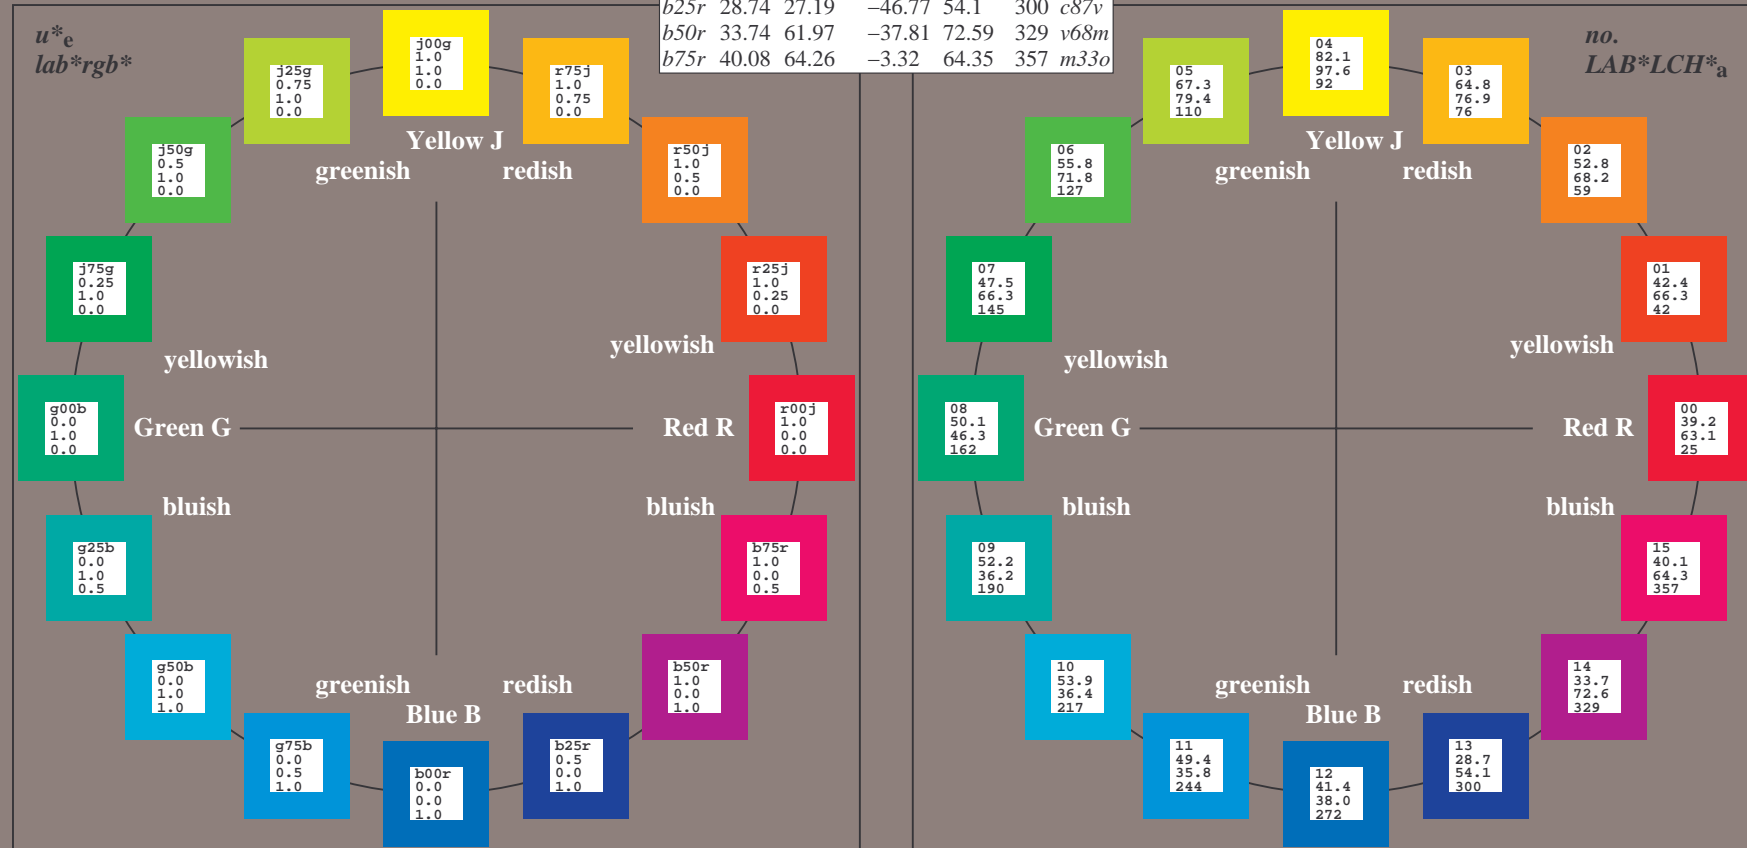 b25r 28.74 27.19 −46.77 54.1 300 c87v
b50r 33.74 61.97 −37.81 72.59 329 v68m
b75r 40.08 64.26 −3.32 64.35 357 m33o
u*e
lab*rgb*
j00g
1.0
1.0
0.0
j25g
0.75
1.0
0.0
r75j
1.0
0.75
0.0
j50g
0.5
1.0
0.0
r50j
1.0
0.5
0.0
Yellow J
greenish redish
j75g
0.25
1.0
0.0
r25j
1.0
0.25
0.0
yellowish
yellowish
g00b
0.0
1.0
0.0
Green G
Red R
r00j
1.0
0.0
0.0
bluish
bluish
g25b
0.0
1.0
0.5
b75r
1.0
0.0
0.5
g50b
0.0
1.0
1.0
b50r
1.0
0.0
1.0
greenish redish
Blue B
g75b
0.0
0.5
1.0
b00r
0.0
0.0
1.0
b25r
0.5
0.0
1.0
no.
LAB*LCH*a
04
82.1
97.6
92
05
67.3
79.4
110
03
64.8
76.9
76
06
55.8
71.8
127
02
52.8
68.2
59
Yellow J
greenish redish
07
47.5
66.3
145
01
42.4
66.3
42
yellowish
yellowish
08
50.1
46.3
162
Green G
Red R
00
39.2
63.1
25
bluish
bluish
09
52.2
36.2
190
15
40.1
64.3
357
10
53.9
36.4
217
14
33.7
72.6
329
greenish redish
Blue B
11
49.4
35.8
244
12
41.4
38.0
272
13
28.7
54.1
300